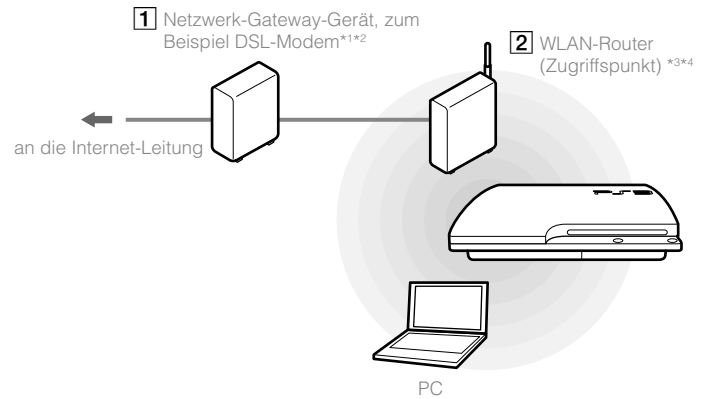 1 Netzwerk-Gateway-Gerät, zum
Beispiel DSL-Modem*1*2
2 WLAN-Router
(Zugriffspunkt) *3*4
an die Internet-Leitung
PS3
PC